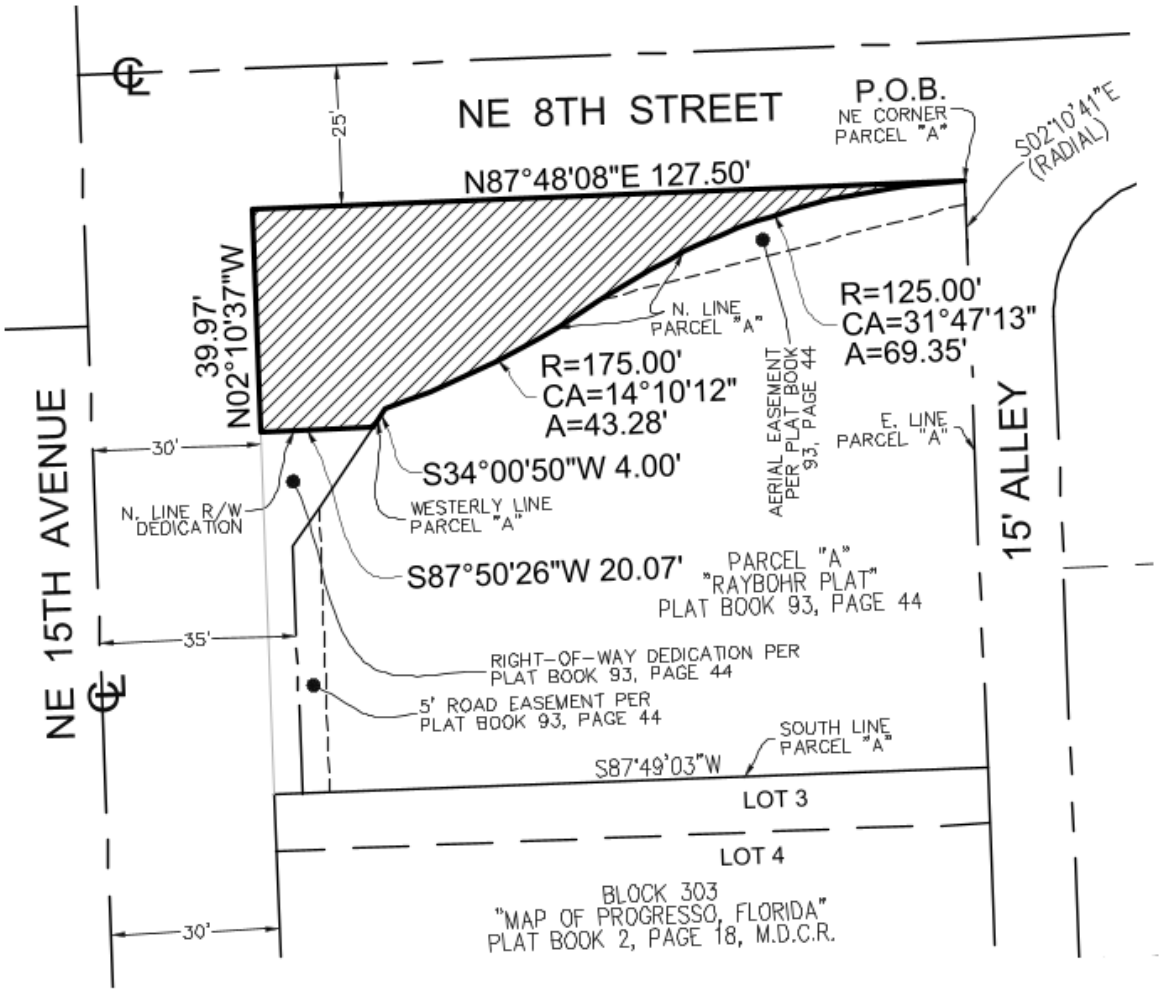 ℄
NE 8TH STREET
25'
P.O.B.
NE CORNER
PARCEL "A"
S02°10'41"E
(RADIAL)
N87°48'08"E 127.50'
39.97'
N02°10'37"W
N. LINE
PARCEL "A"
R=125.00'
CA=31°47'13"
A=69.35'
R=175.00'
CA=14°10'12"
A=43.28'
AERIAL EASEMENT
PER PLAT BOOK
93, PAGE 44
E. LINE
PARCEL "A"
15' ALLEY
NE 15TH AVENUE
30'
S34°00'50"W 4.00'
N. LINE R/W
DEDICATION
WESTERLY LINE
PARCEL "A"
S87°50'26"W 20.07'
PARCEL "A"
"RAYBOHR PLAT"
PLAT BOOK 93, PAGE 44
35'
RIGHT-OF-WAY DEDICATION PER
PLAT BOOK 93, PAGE 44
℄
5' ROAD EASEMENT PER
PLAT BOOK 93, PAGE 44
SOUTH LINE
PARCEL "A"
S87°49'03"W
LOT 3
LOT 4
BLOCK 303
"MAP OF PROGRESSO, FLORIDA"
PLAT BOOK 2, PAGE 18, M.D.C.R.
30'